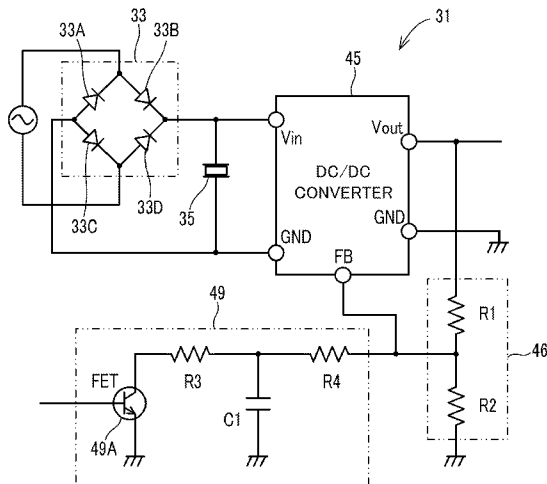 31
33A
33
33B
45
Vin
Vout
DC/DC
CONVERTER
35
33C
33D
GND
GND
FB
49
R1
46
FET
R3
R4
R2
C1
49A